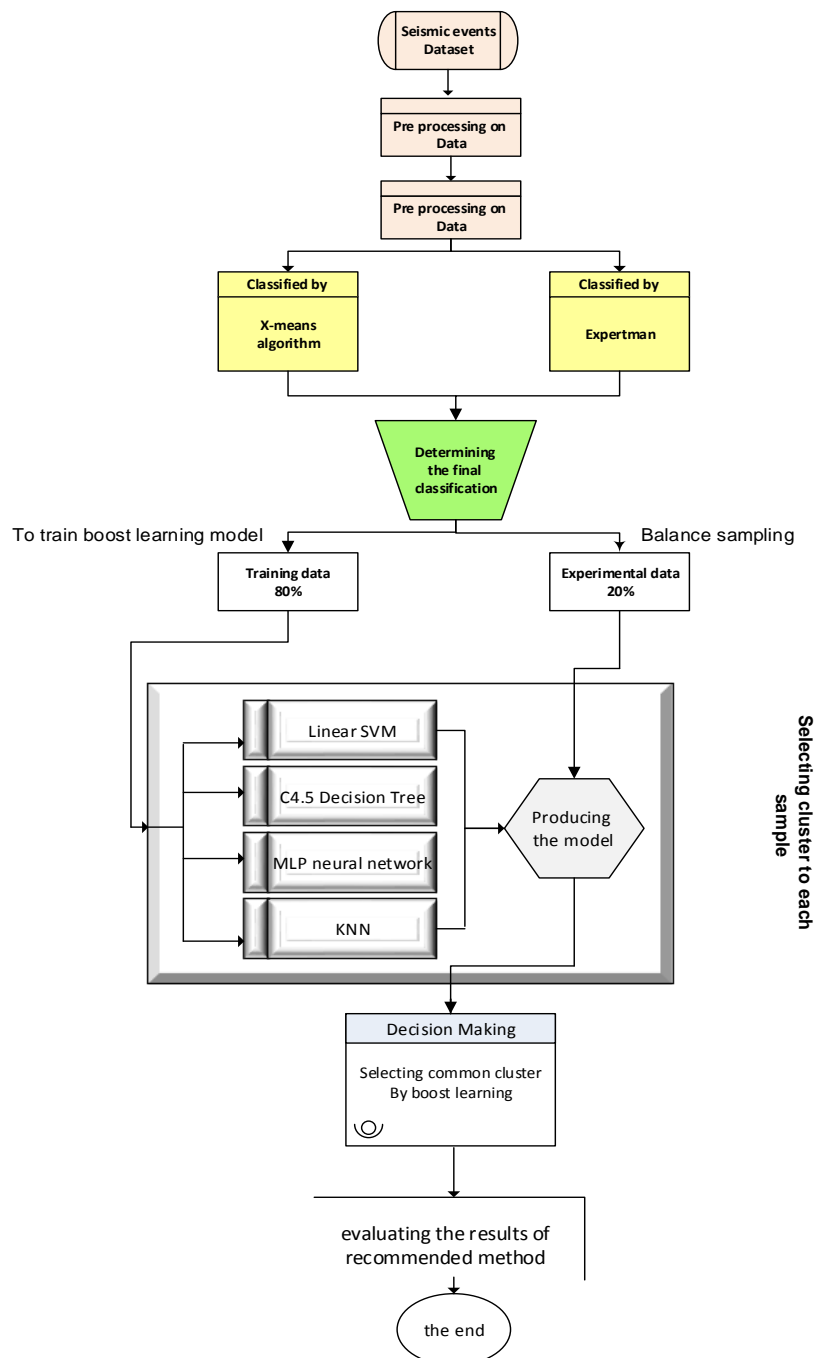 Seismic events
Dataset
Pre processing on
Data
Pre processing on
Data
Classified by
X-means
algorithm
Classified by
Expertman
Determining
the final
classification
To train boost learning model
Balance sampling
Training data
80%
Experimental data
20%
Linear SVM
C4.5 Decision Tree
MLP neural network
KNN
Producing
the model
Selecting cluster to each
sample
Decision Making
Selecting common cluster
By boost learning
evaluating the results of
recommended method
the end